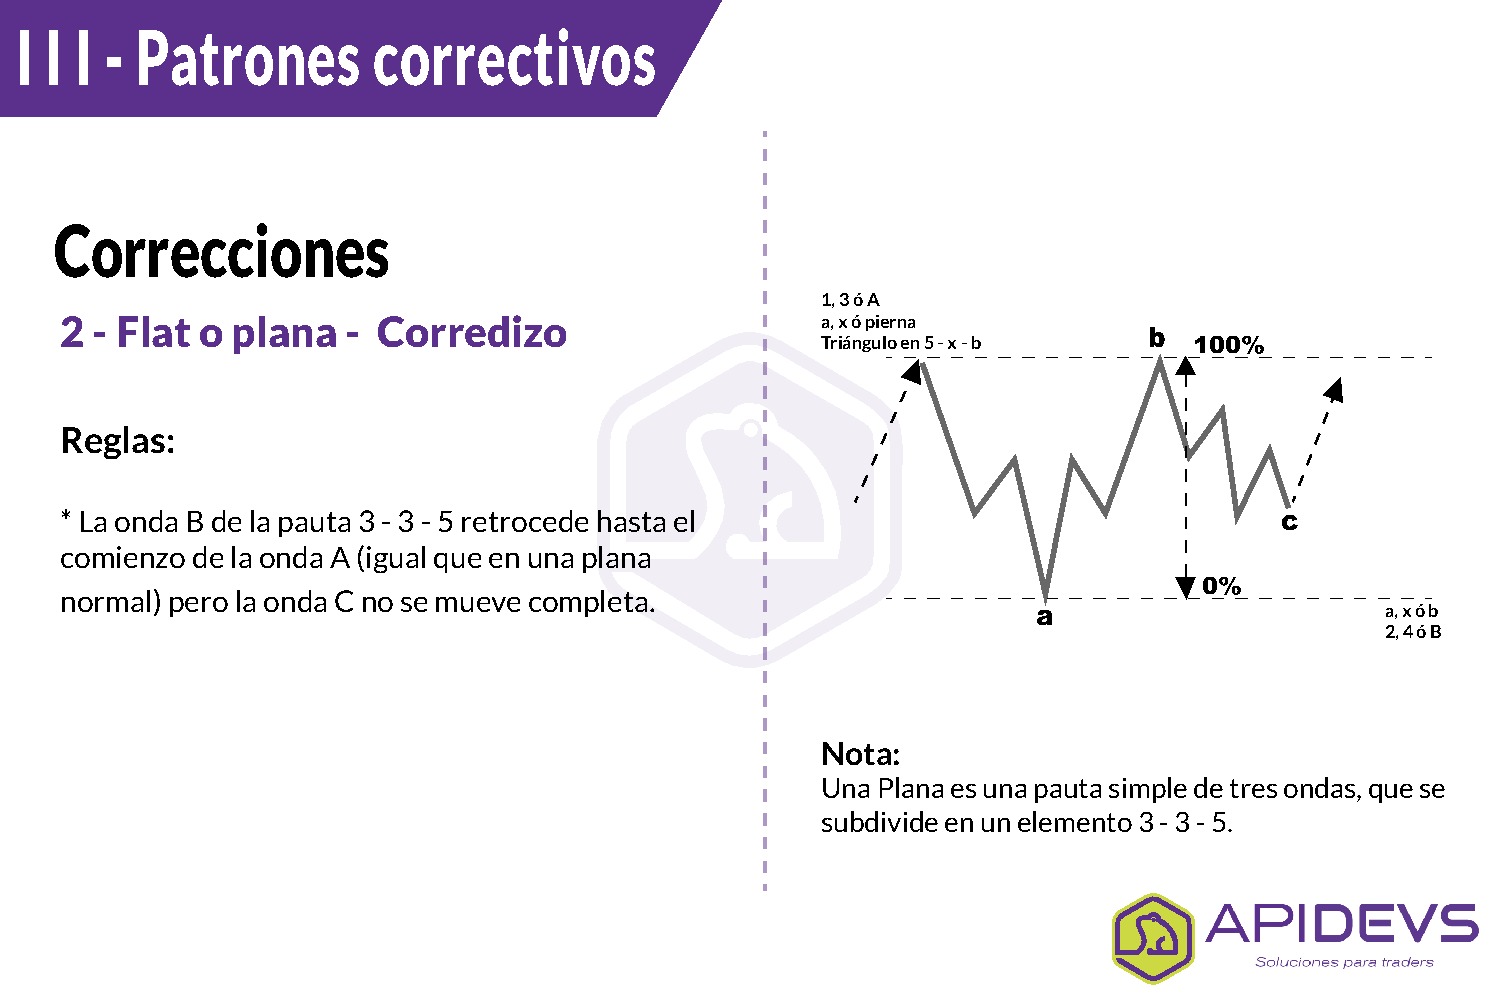 I I I - Patrones correctivos
Correcciones
2 - Flat o plana - Corredizo
Reglas:
* La onda B de la pauta 3 - 3 - 5 retrocede hasta el
comienzo de la onda A (igual que en una plana
normal) pero la onda C no se mueve completa.
1, 3 ó A
a, x ó pierna
Triángulo en 5 - x - b
b
100%
c
0%
a
a, x ó b
2, 4 ó B
Nota:
Una Plana es una pauta simple de tres ondas, que se
subdivide en un elemento 3 - 3 - 5.
APIDEVS
Soluciones para traders